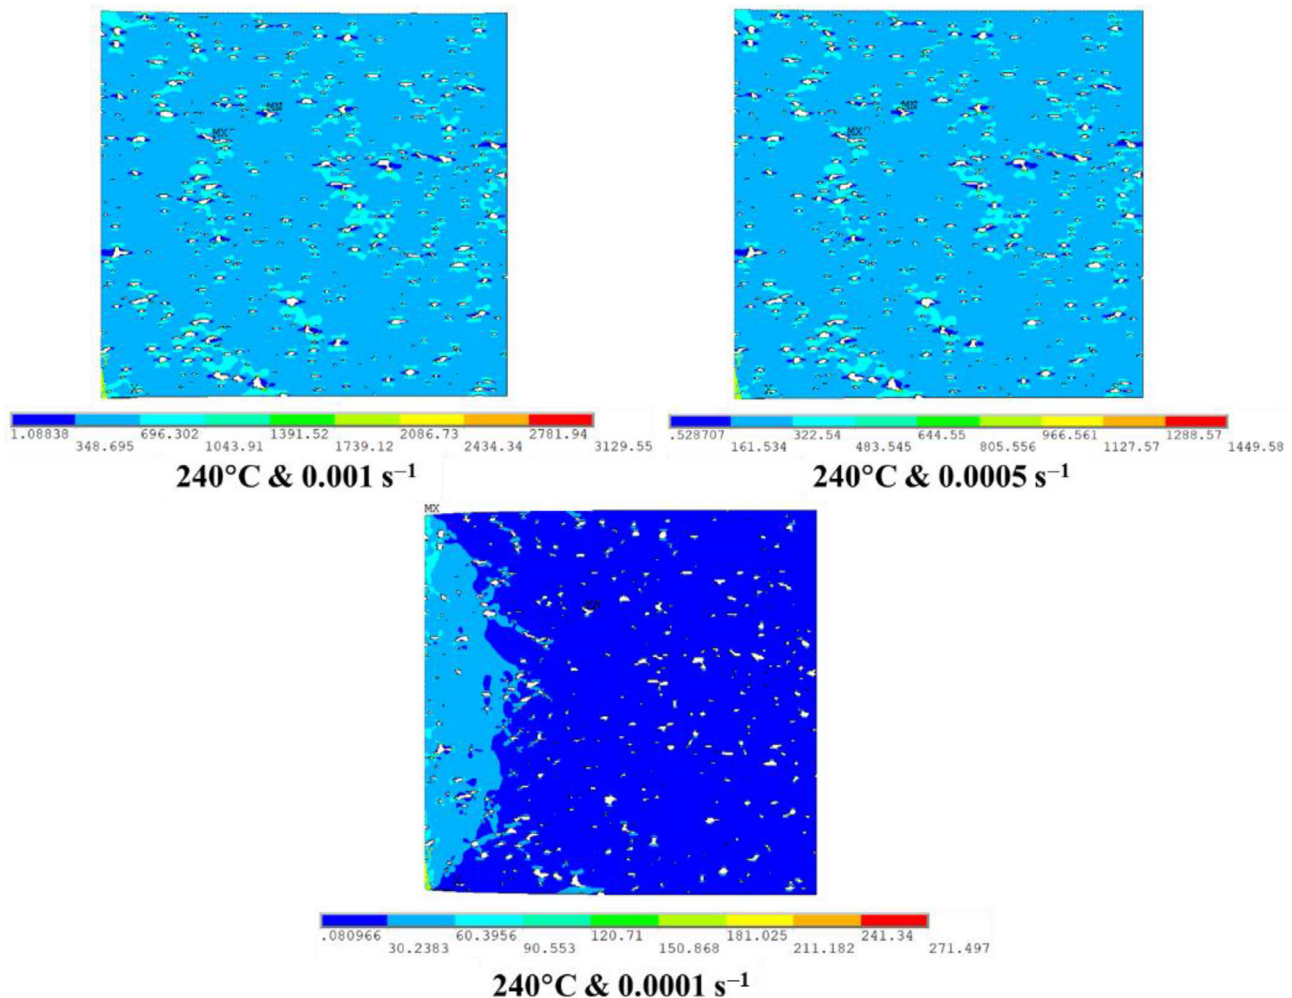 MN
MX
1.08838 696.302 1391.52 2086.73 2781.94
348.695 1043.91 1739.12 2434.34 3129.55
240°C & 0.001 s⁻¹
MN
MX
.528707 322.54 644.55 966.561 1288.57
161.534 483.545 805.556 1127.57 1449.58
240°C & 0.0005 s⁻¹
MX
.080966 60.3956 120.71 181.025 241.34
30.2383 90.553 150.868 211.182 271.497
240°C & 0.0001 s⁻¹